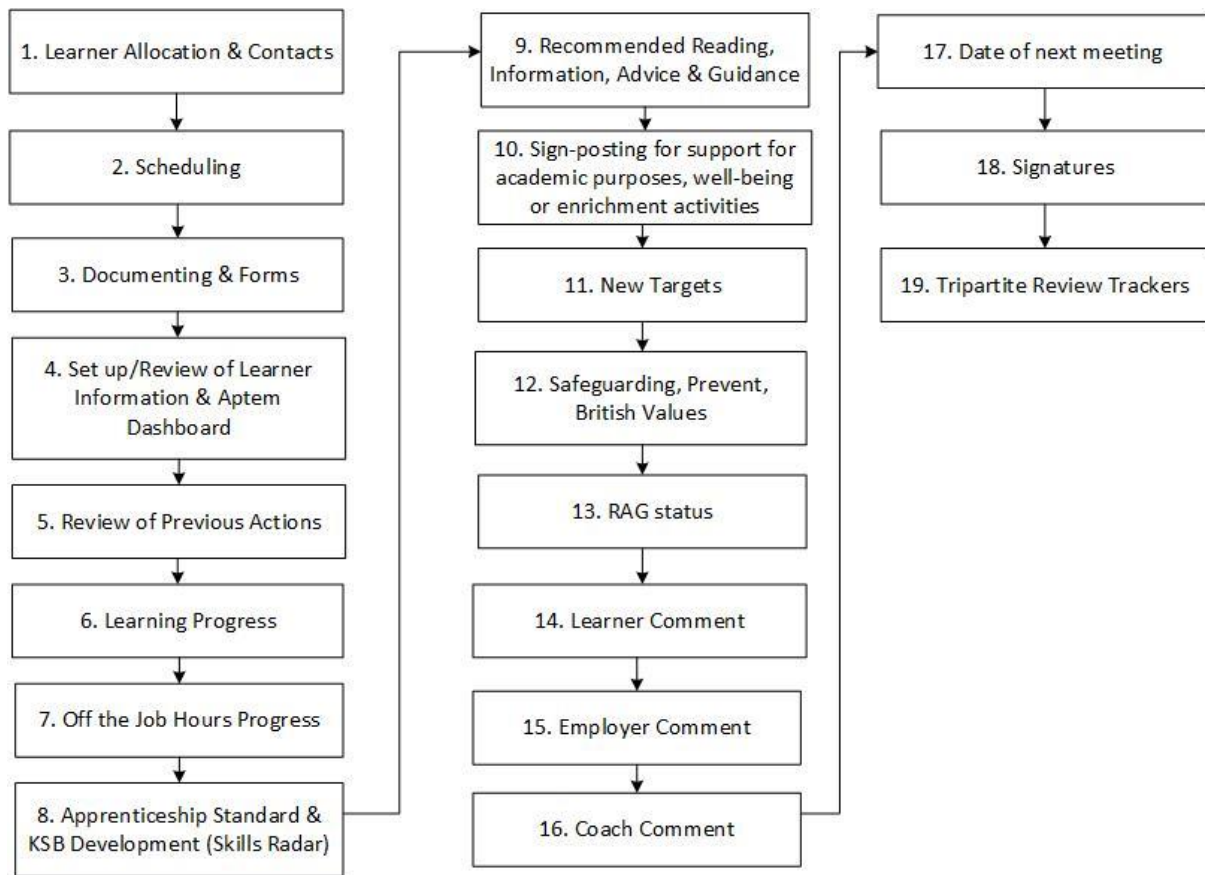 1. Learner Allocation & Contacts
2. Scheduling
3. Documenting & Forms
4. Set up/Review of Learner
Information & Aptem
Dashboard
5. Review of Previous Actions
6. Learning Progress
7. Off the Job Hours Progress
8. Apprenticeship Standard &
KSB Development (Skills Radar)
9. Recommended Reading,
Information, Advice & Guidance
10. Sign-posting for support for
academic purposes, well-being
or enrichment activities
11. New Targets
12. Safeguarding, Prevent,
British Values
13. RAG status
14. Learner Comment
15. Employer Comment
16. Coach Comment
17. Date of next meeting
18. Signatures
19. Tripartite Review Trackers